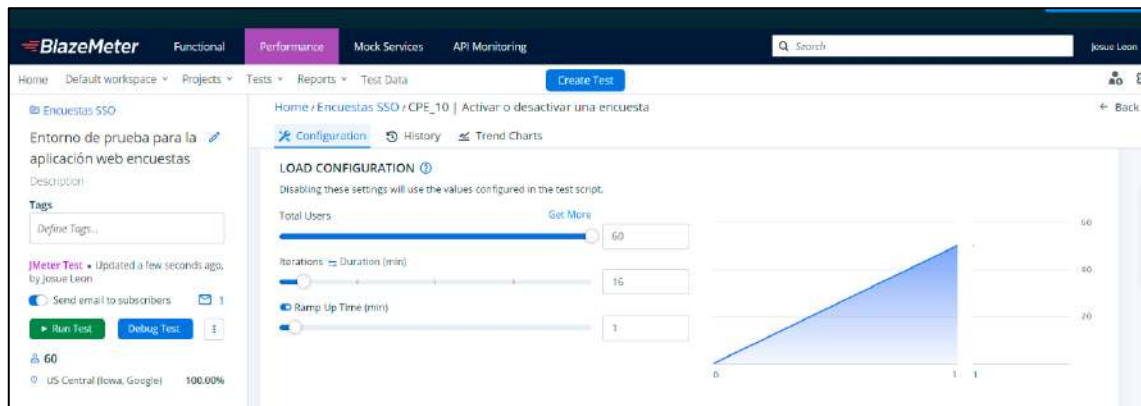 BlazeMeter Functional Performance Mock Services API Monitoring Search Josue Leon
Home Default workspace Projects Tests Reports Test Data Create Test
Encuestas SSO
Entorno de prueba para la
aplicación web encuestas
Description
Tags
Define Tags...
JMeter Test • Updated a few seconds ago,
by Josue Leon
Send email to subscribers 1
Run Test Debug Test
60
US Central (Iowa, Google) 100.00%
Home / Encuestas SSO / CPE_10 | Activar o desactivar una encuesta ← Back
Configuration History Trend Charts
LOAD CONFIGURATION
Disabling these settings will use the values configured in the test script.
Total Users Get More
60
Iterations Duration (min)
16
Ramp Up Time (min)
1
60
40
20
0 1 1